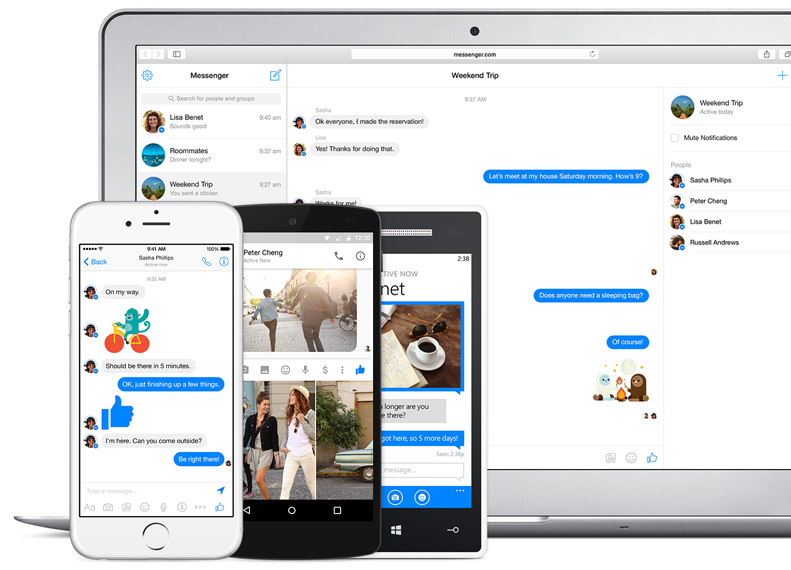 messenger.com
Messenger
Search for people and groups
Lisa Benet
9:40 am
Sounds good
Roommates
9:32 am
Dinner tonight?
Weekend Trip
9:27 am
You sent a sticker.
Weekend Trip
9:27 AM
Sasha
Ok everyone, I made the reservation!
Lisa
Yes! Thanks for doing that.
Let's meet at my house Saturday morning. How's 9?
Sasha
Works for me!
Does anyone need a sleeping bag?
Of course!
Weekend Trip
Active today
Mute Notifications
People
Sasha Phillips
Peter Cheng
Lisa Benet
Russell Andrews
9:41 AM
100%
Back
Sasha Phillips
Active now
9:32 AM
On my way.
Should be there in 5 minutes.
OK, just finishing up a few things.
I'm here. Can you come outside?
Be right there!
Type a message...
Aa
12:30
Peter Cheng
Active Now
$
2:38
TIVE NOW
net
longer are you
e there?
got here, so 5 more days!
Seen 2:38p
message...